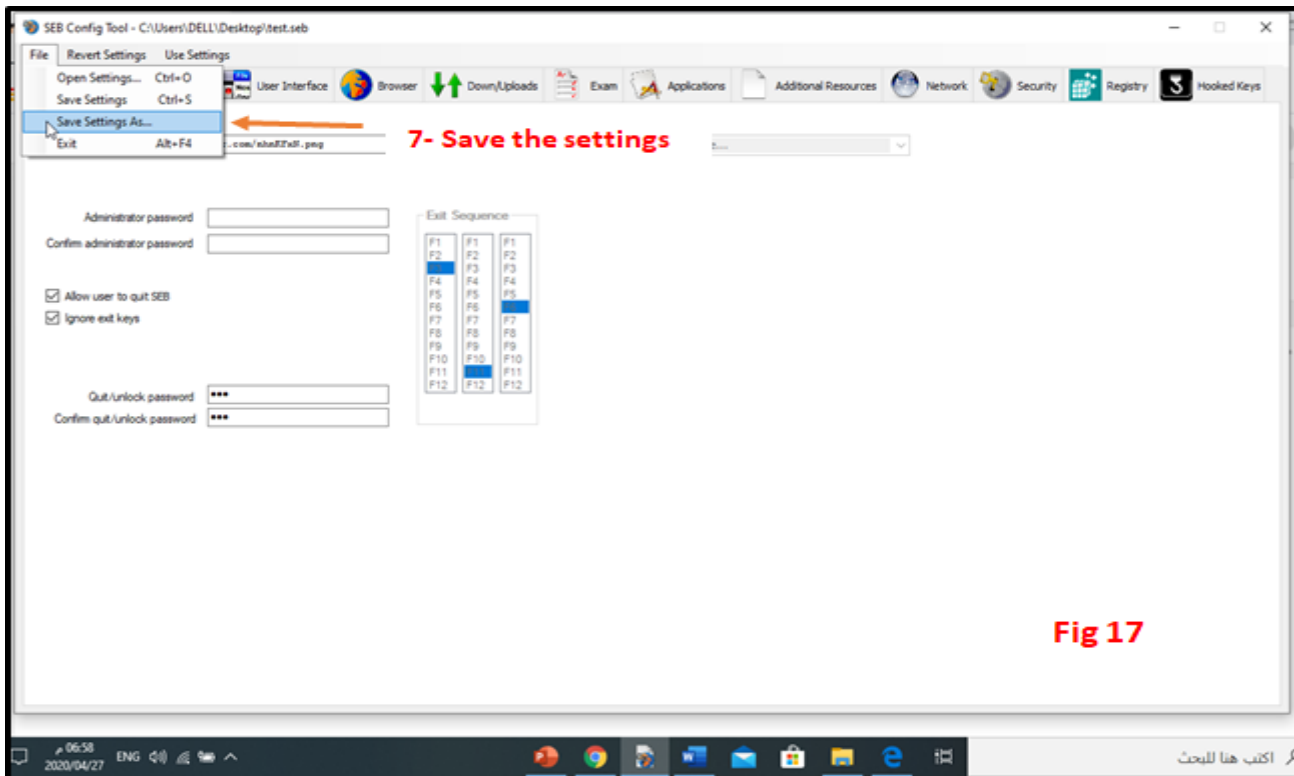 SEB Config Tool - C:\Users\DELL\Desktop\test.seb
File Revert Settings Use Settings
Open Settings... Ctrl+O
Save Settings Ctrl+S
Save Settings As...
Exit Alt+F4
User Interface Browser Down/Uploads Exam Applications Additional Resources Network Security Registry Hooked Keys
7- Save the settings
Administrator password
Confirm administrator password
Allow user to quit SEB
Ignore exit keys
Quit/unlock password •••
Confirm quit/unlock password •••
Exit Sequence
F1 F1 F1
F2 F2 F2
F3 F3
F4 F4 F4
F5 F5 F5
F6 F6
F7 F7 F7
F8 F8 F8
F9 F9 F9
F10 F10 F10
F11 F11
F12 F12 F12
Fig 17
06:58 م
2020/04/27
ENG
اكتب هنا للبحث